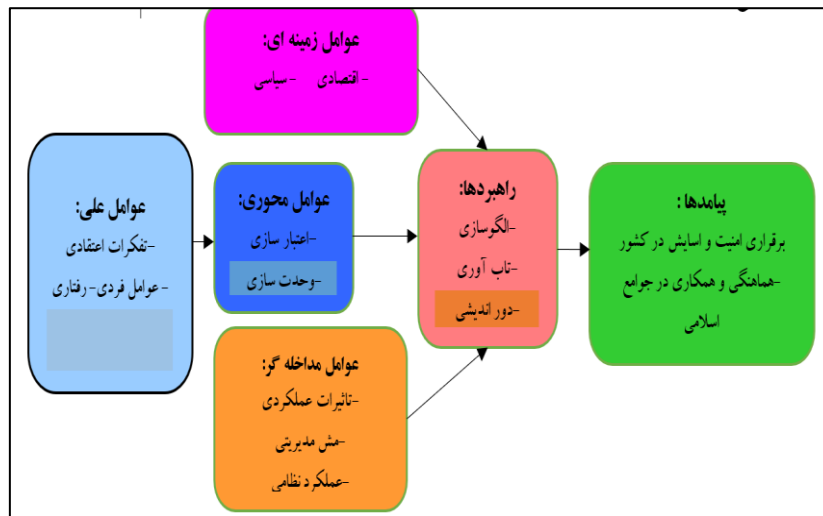 عوامل زمینه ای:
- اقتصادی - سیاسی
عوامل علی:
-تفکرات اعتقادی
- عوامل فردی- رفتاری
عوامل محوری:
-اعتبار سازی
-وحدت سازی
عوامل مداخله گر:
-تاثیرات عملکردی
-مش مدیریتی
-عملکرد نظامی
راهبردها:
-الگوسازی
-تاب آوری
-دور اندیشی
پیامدها :
برقراری امنیت و اسایش در کشور
-هماهنگی و همکاری در جوامع
اسلامی